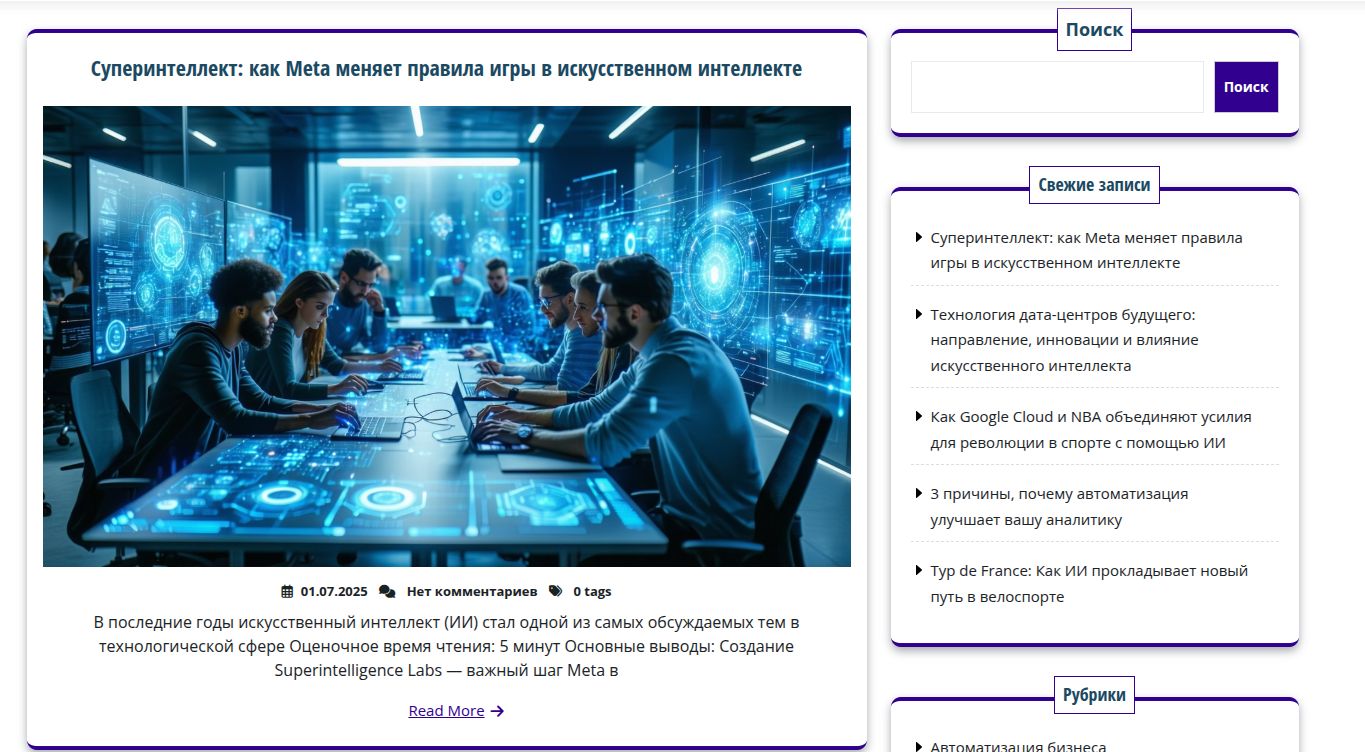 Суперинтеллект: как Meta меняет правила игры в искусственном интеллекте
01.07.2025 Нет комментариев 0 tags
В последние годы искусственный интеллект (ИИ) стал одной из самых обсуждаемых тем в
технологической сфере Оценочное время чтения: 5 минут Основные выводы: Создание
Superintelligence Labs — важный шаг Meta в
Read More
Поиск
Поиск
Свежие записи
Суперинтеллект: как Meta меняет правила
игры в искусственном интеллекте
Технология дата-центров будущего:
направление, инновации и влияние
искусственного интеллекта
Как Google Cloud и NBA объединяют усилия
для революции в спорте с помощью ИИ
3 причины, почему автоматизация
улучшает вашу аналитику
Тур de France: Как ИИ прокладывает новый
путь в велоспорте
Рубрики
Автоматизация бизнеса